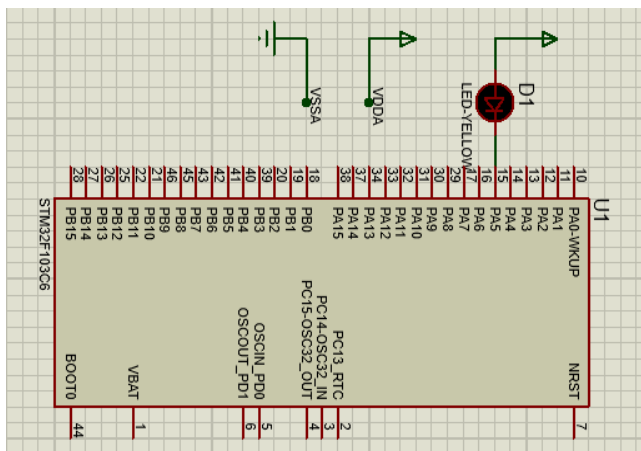 U1
10 PA0-WKUP NRST 7
11 PA1
12 PA2
13 PA3
D1
14 PA4
15 PA5
16 PA6
LED-YELLOW
17 PA7
29 PA8
30 PA9
31 PA10
32 PA11
33 PA12
VDDA
34 PA13
37 PA14
38 PA15 PC13_RTC 2
PC14-OSC32_IN 3
VSSA
18 PB0 PC15-OSC32_OUT 4
19 PB1
20 PB2
39 PB3 OSCIN_PD0 5
40 PB4 OSCOUT_PD1 6
41 PB5
42 PB6
43 PB7
45 PB8
46 PB9
21 PB10
22 PB11 VBAT 1
25 PB12
26 PB13
27 PB14
28 PB15 BOOT0 44
STM32F103C6